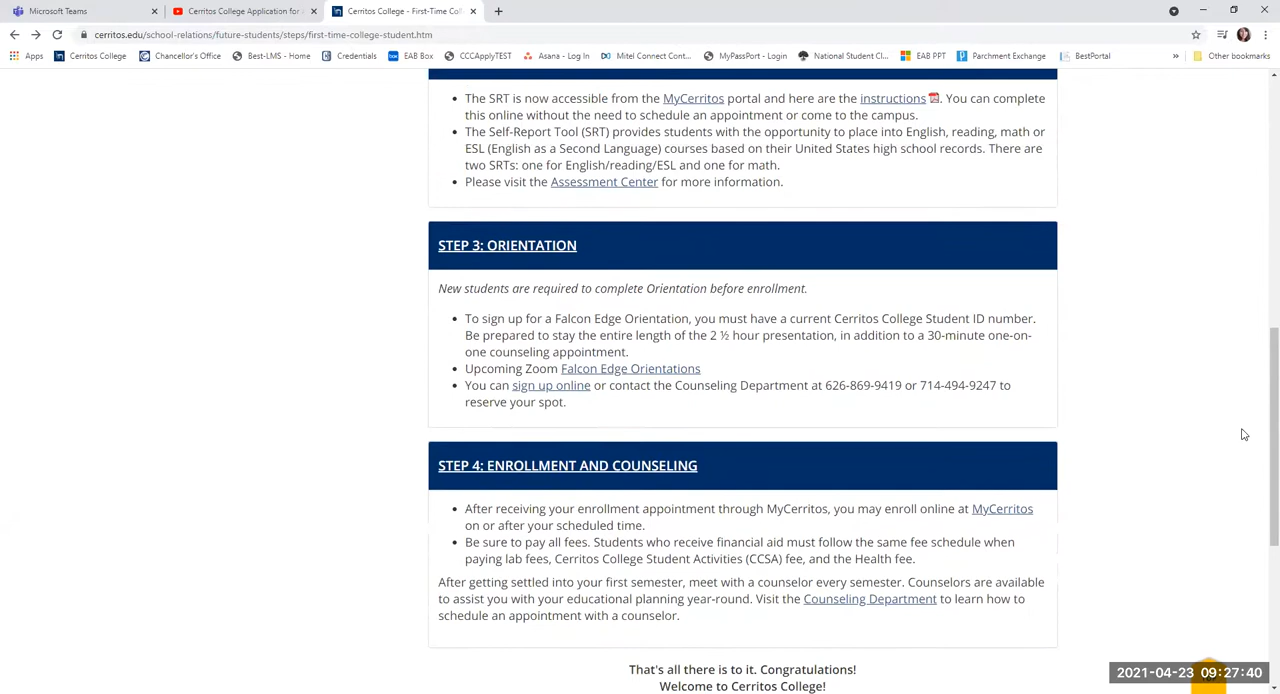 Microsoft Teams
Cerritos College Application for
Cerritos College - First-Time Col
cerritos.edu/school-relations/future-students/steps/first-time-college-student.htm
Apps Cerritos College Chancellor's Office Best-LMS - Home Credentials EAB Box CCCApplyTEST Asana - Log In Mitel Connect Cont... MyPassPort - Login National Student Cl... EAB PPT Parchment Exchange BestPortal » Other bookmarks
• The SRT is now accessible from the MyCerritos portal and here are the instructions. You can complete
this online without the need to schedule an appointment or come to the campus.
• The Self-Report Tool (SRT) provides students with the opportunity to place into English, reading, math or
ESL (English as a Second Language) courses based on their United States high school records. There are
two SRTs: one for English/reading/ESL and one for math.
• Please visit the Assessment Center for more information.
STEP 3: ORIENTATION
New students are required to complete Orientation before enrollment.
• To sign up for a Falcon Edge Orientation, you must have a current Cerritos College Student ID number.
Be prepared to stay the entire length of the 2 ½ hour presentation, in addition to a 30-minute one-on-
one counseling appointment.
• Upcoming Zoom Falcon Edge Orientations
• You can sign up online or contact the Counseling Department at 626-869-9419 or 714-494-9247 to
reserve your spot.
STEP 4: ENROLLMENT AND COUNSELING
• After receiving your enrollment appointment through MyCerritos, you may enroll online at MyCerritos
on or after your scheduled time.
• Be sure to pay all fees. Students who receive financial aid must follow the same fee schedule when
paying lab fees, Cerritos College Student Activities (CCSA) fee, and the Health fee.
After getting settled into your first semester, meet with a counselor every semester. Counselors are available
to assist you with your educational planning year-round. Visit the Counseling Department to learn how to
schedule an appointment with a counselor.
That's all there is to it. Congratulations!
Welcome to Cerritos College!
2021-04-23 09:27:40